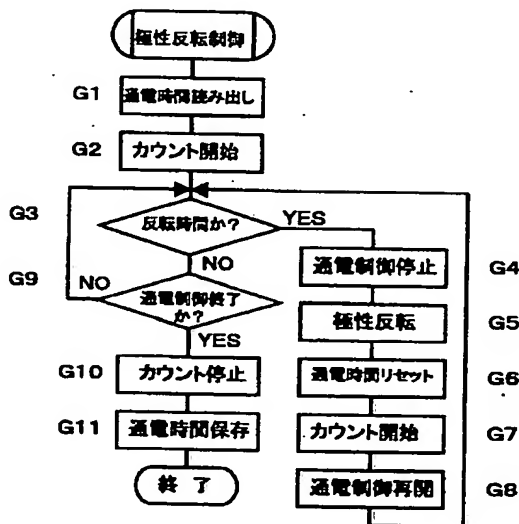 極性反転制御
G1 通電時間読み出し
G2 カウント開始
G3 反転時間か? YES
NO
G4 通電制御停止
G9 通電制御終了か? NO
YES
G5 極性反転
G10 カウント停止
G6 通電時間リセット
G11 通電時間保存
G7 カウント開始
終了
G8 通電制御再開